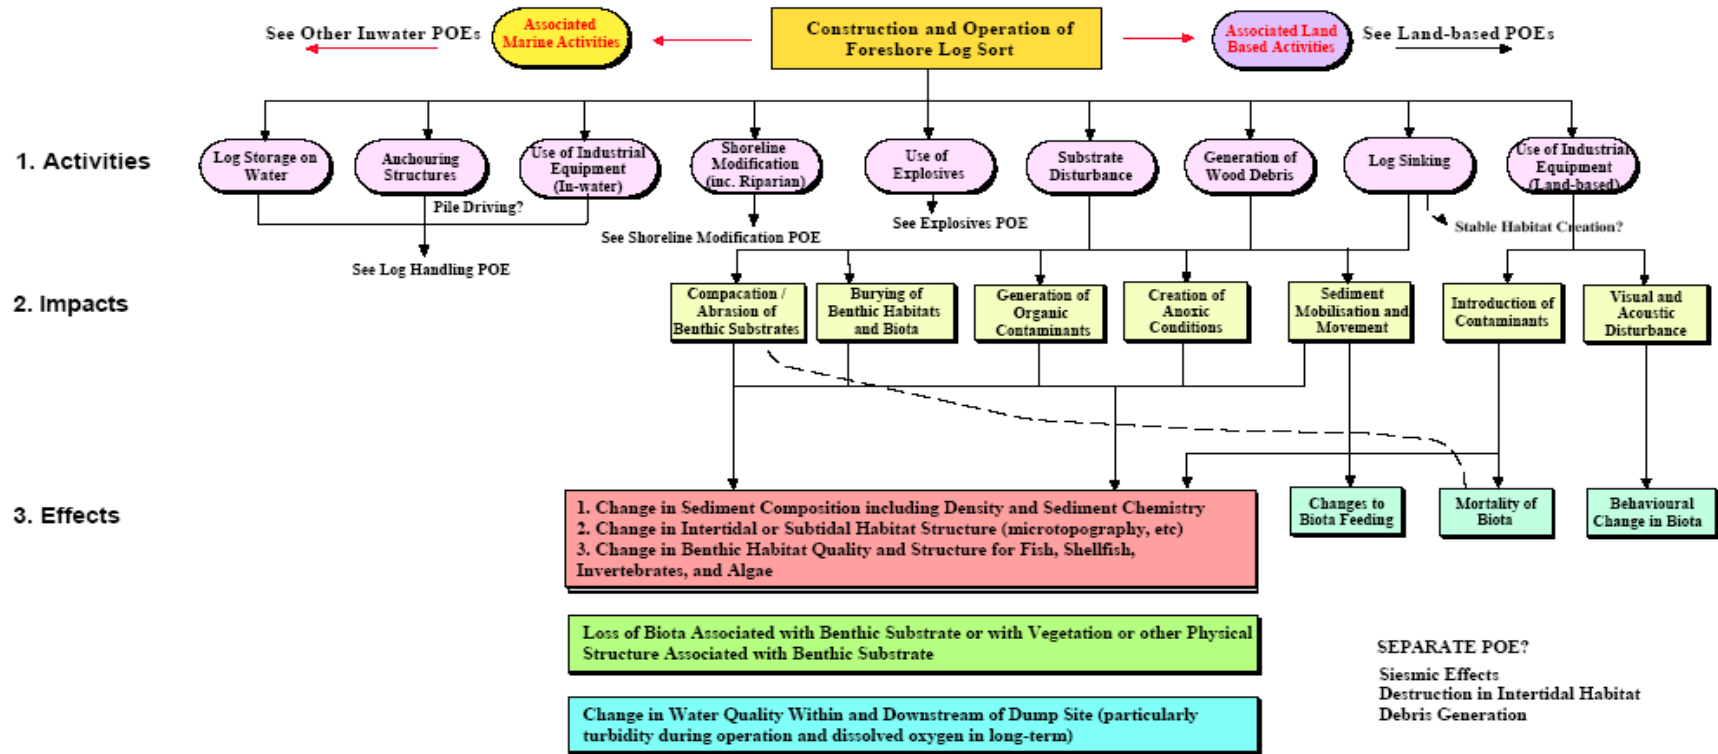 See Other Inwater POEs
Associated
Marine Activities
Construction and Operation of
Foreshore Log Sort
Associated Land
Based Activities
See Land-based POEs
1. Activities
Log Storage on
Water
Anchouring
Structures
Use of Industrial
Equipment
(In-water)
Shoreline
Modification
(inc. Riparian)
Use of
Explosives
Substrate
Disturbance
Generation of
Wood Debris
Log Sinking
Use of Industrial
Equipment
(Land-based)
Pile Driving?
See Log Handling POE
See Shoreline Modification POE
See Explosives POE
Stable Habitat Creation?
2. Impacts
Compacation /
Abrasion of
Benthic Substrates
Burying of
Benthic Habitats
and Biota
Generation of
Organic
Contaminants
Creation of
Anoxic
Conditions
Sediment
Mobilisation and
Movement
Introduction of
Contaminants
Visual and
Acoustic
Disturbance
3. Effects
1. Change in Sediment Composition including Density and Sediment Chemistry
2. Change in Intertidal or Subtidal Habitat Structure (microtopography, etc)
3. Change in Benthic Habitat Quality and Structure for Fish, Shellfish,
Invertebrates, and Algae
Changes to
Biota Feeding
Mortality of
Biota
Behavioural
Change in Biota
Loss of Biota Associated with Benthic Substrate or with Vegetation or other Physical
Structure Associated with Benthic Substrate
Change in Water Quality Within and Downstream of Dump Site (particularly
turbidity during operation and dissolved oxygen in long-term)
SEPARATE POE?
Siesmic Effects
Destruction in Intertidal Habitat
Debris Generation